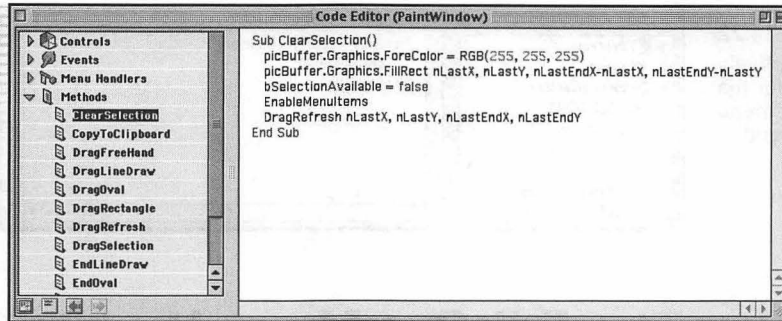 Code Editor (PaintWindow)
Controls
Events
Menu Handlers
Methods
ClearSelection
CopyToClipboard
DragFreeHand
DragLineDraw
DragOval
DragRectangle
DragRefresh
DragSelection
EndLineDraw
EndOval
Sub ClearSelection()
picBuffer.Graphics.ForeColor = RGB(255, 255, 255)
picBuffer.Graphics.FillRect nLastX, nLastY, nLastEndX-nLastX, nLastEndY-nLastY
bSelectionAvailable = false
EnableMenuItems
DragRefresh nLastX, nLastY, nLastEndX, nLastEndY
End Sub